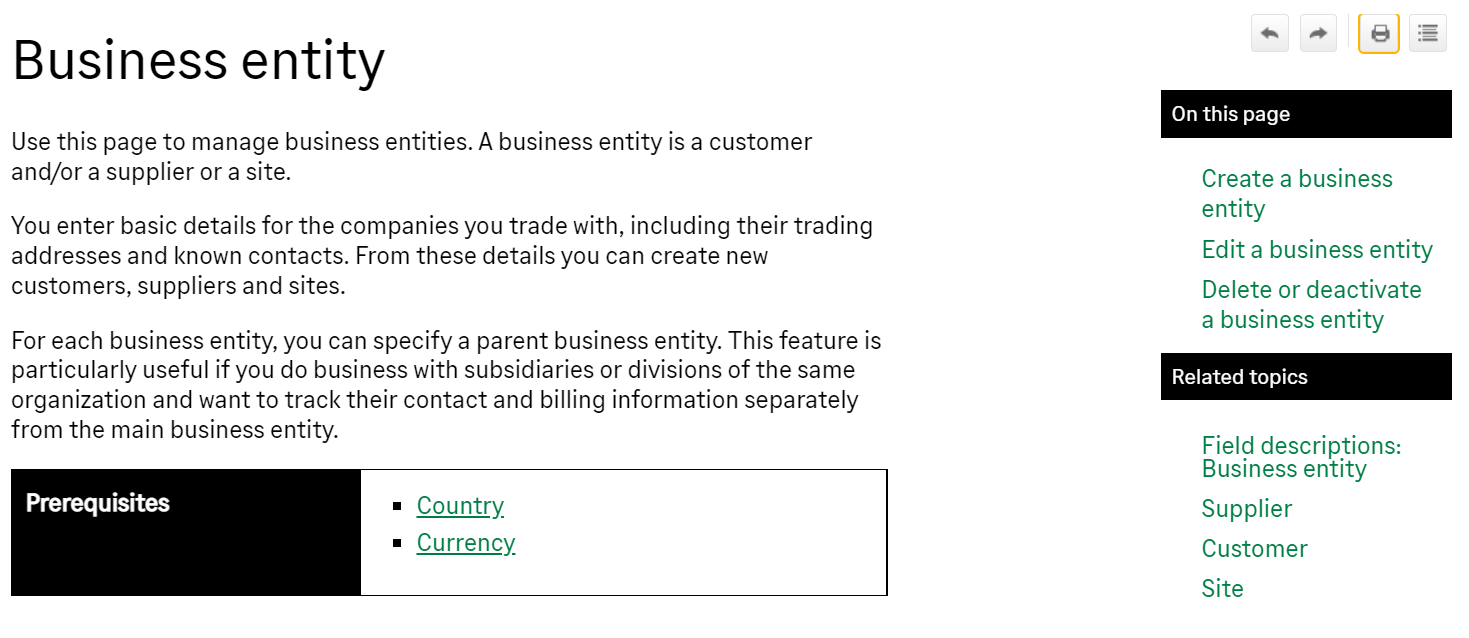 Business entity
Use this page to manage business entities. A business entity is a customer
and/or a supplier or a site.
You enter basic details for the companies you trade with, including their trading
addresses and known contacts. From these details you can create new
customers, suppliers and sites.
For each business entity, you can specify a parent business entity. This feature is
particularly useful if you do business with subsidiaries or divisions of the same
organization and want to track their contact and billing information separately
from the main business entity.
Prerequisites
Country
Currency
On this page
Create a business
entity
Edit a business entity
Delete or deactivate
a business entity
Related topics
Field descriptions:
Business entity
Supplier
Customer
Site